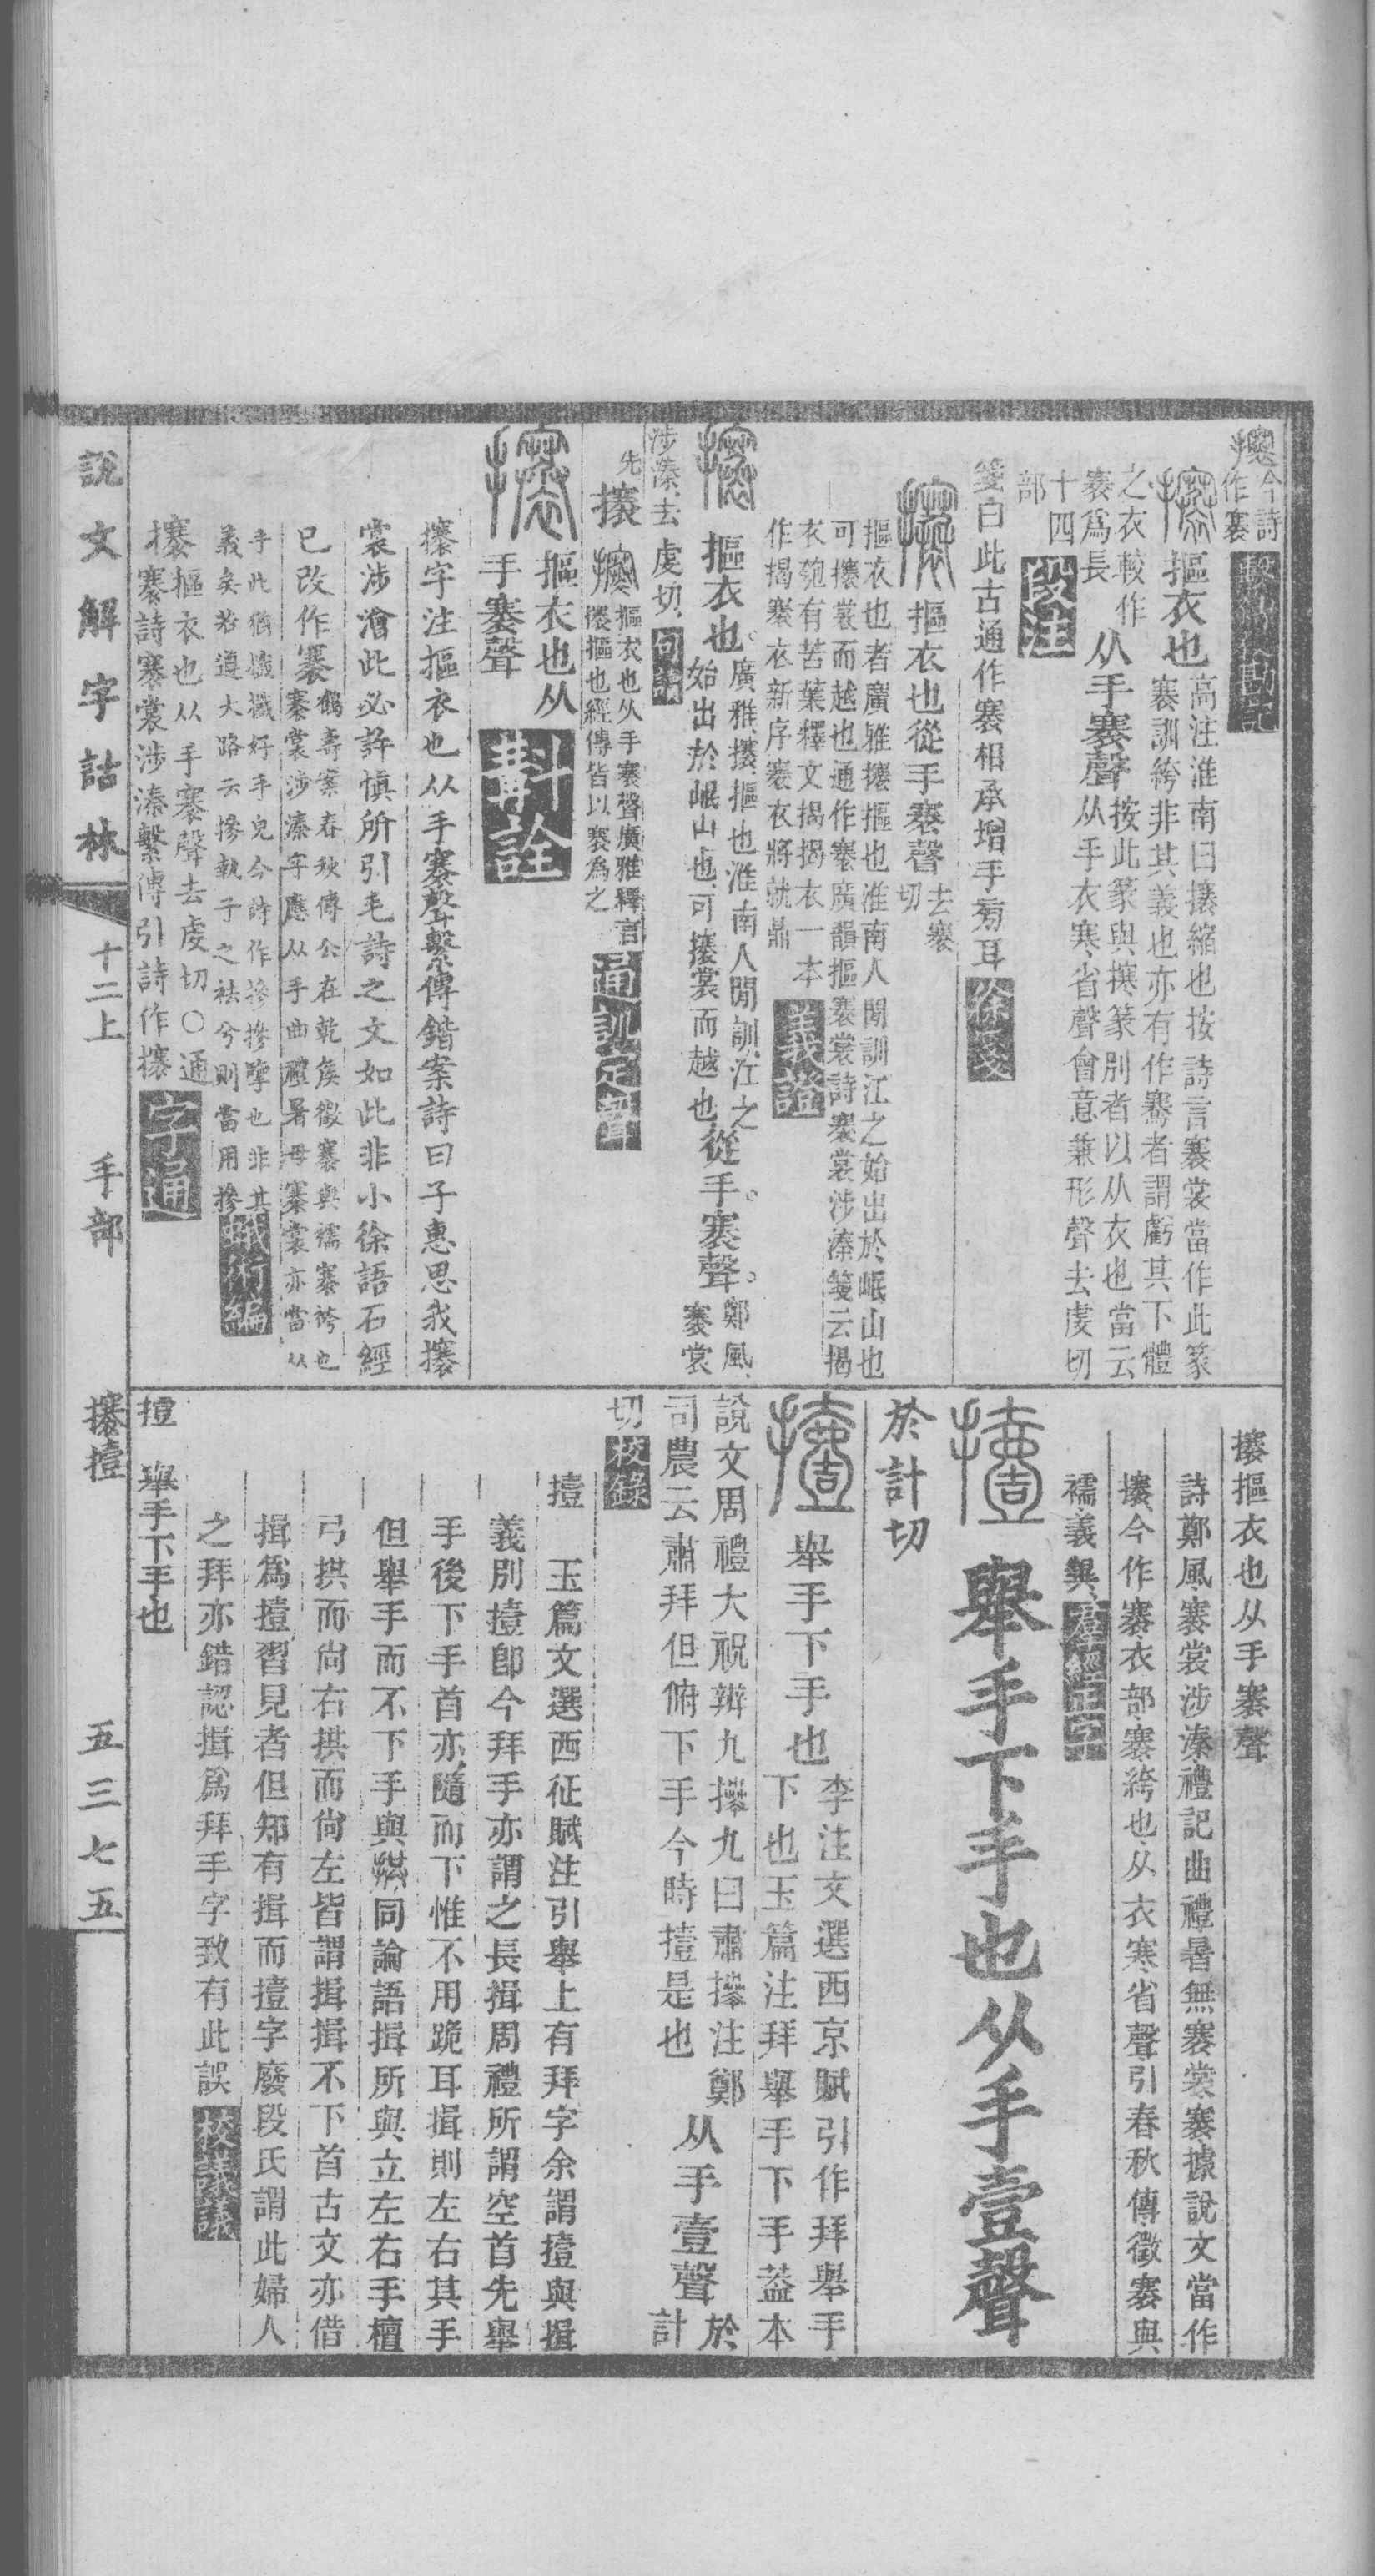 攐今詩
作褰
繫傳校勘記
攐摳衣也高注淮南曰攐縮也按詩言褰裳當作此篆
褰訓絝非其義也亦有作騫者謂虧其下體
之衣較作
褰爲長
从手褰聲按此篆與攓篆別者以从衣也當云
从手衣寒省聲會意兼形聲去虔切
十四
部
段注
箋曰此古通作褰相承增手㫄耳徐箋
攐摳衣也從手褰聲去褰
切
摳衣也者廣雅攐摳也淮南人閒訓江之始出於岷山也
可攐裳而越也通作褰廣韻摳褰裳詩褰裳涉溱箋云揭
衣匏有苦葉釋文揭揭衣一本
作揭褰衣新序褰衣將就鼎
義證
攐摳衣也。廣雅攐摳也淮南人閒訓江之
始出於岷山也可攐裳而越也
從手。褰聲。鄭風
褰裳
涉溱去虔切句讀
先攐
攐摳衣也从手褰聲廣雅釋言
攐摳也經傳皆以褰爲之
通訓定聲
攐摳衣也从
手褰聲
斠詮
攐字注摳衣也从手褰聲繫傳鍇案詩曰子惠思我攐
裳涉澮此必許愼所引毛詩之文如此非小徐語石經
已改作褰鶴壽案春秋傳公在乾矦徵褰與襦褰袴也
褰裳涉溱字應从手曲禮暑毋褰裳亦當从
手此猶摻摻好手皃今詩作摻摻擥也非其
義矣若遵大路云摻執子之袪兮則當用摻
蛾術編
攐摳衣也从手褰聲去虔切○通
褰詩褰裳涉溱繫傳引詩作攐
字通
攐摳衣也从手褰聲
詩鄭風褰裳涉溱禮記曲禮暑無褰裳褰據說文當作
攐今作褰衣部褰絝也从衣寒省聲引春秋傳徵褰與
襦義異羣經正字
擅舉手下手也从手壹聲
於計切
撎舉手下手也李注文選西京賦引作拜舉手
下也玉篇注拜舉手下手葢本
說文周禮大祝辨九𢷎九曰肅𢷎注鄭
司農云肅拜但俯下手今時撎是也
从手壹聲於
計
切校錄
撎 玉篇文選西征賦注引舉上有拜字余謂撎與揖
義別撎卽今拜手亦謂之長揖周禮所謂空首先舉
手後下手首亦隨而下惟不用跪耳揖則左右其手
但舉手而不下手與拱同論語揖所與立左右手檀
弓拱而尙右拱而尙左皆謂揖揖不下首古文亦借
揖爲撎習見者但知有揖而撎字廢段氏謂此婦人
之拜亦錯認揖爲拜手字致有此誤校議議
撎 舉手下手也
說文解字詁林 十二上 手部 攐撎 五三七五